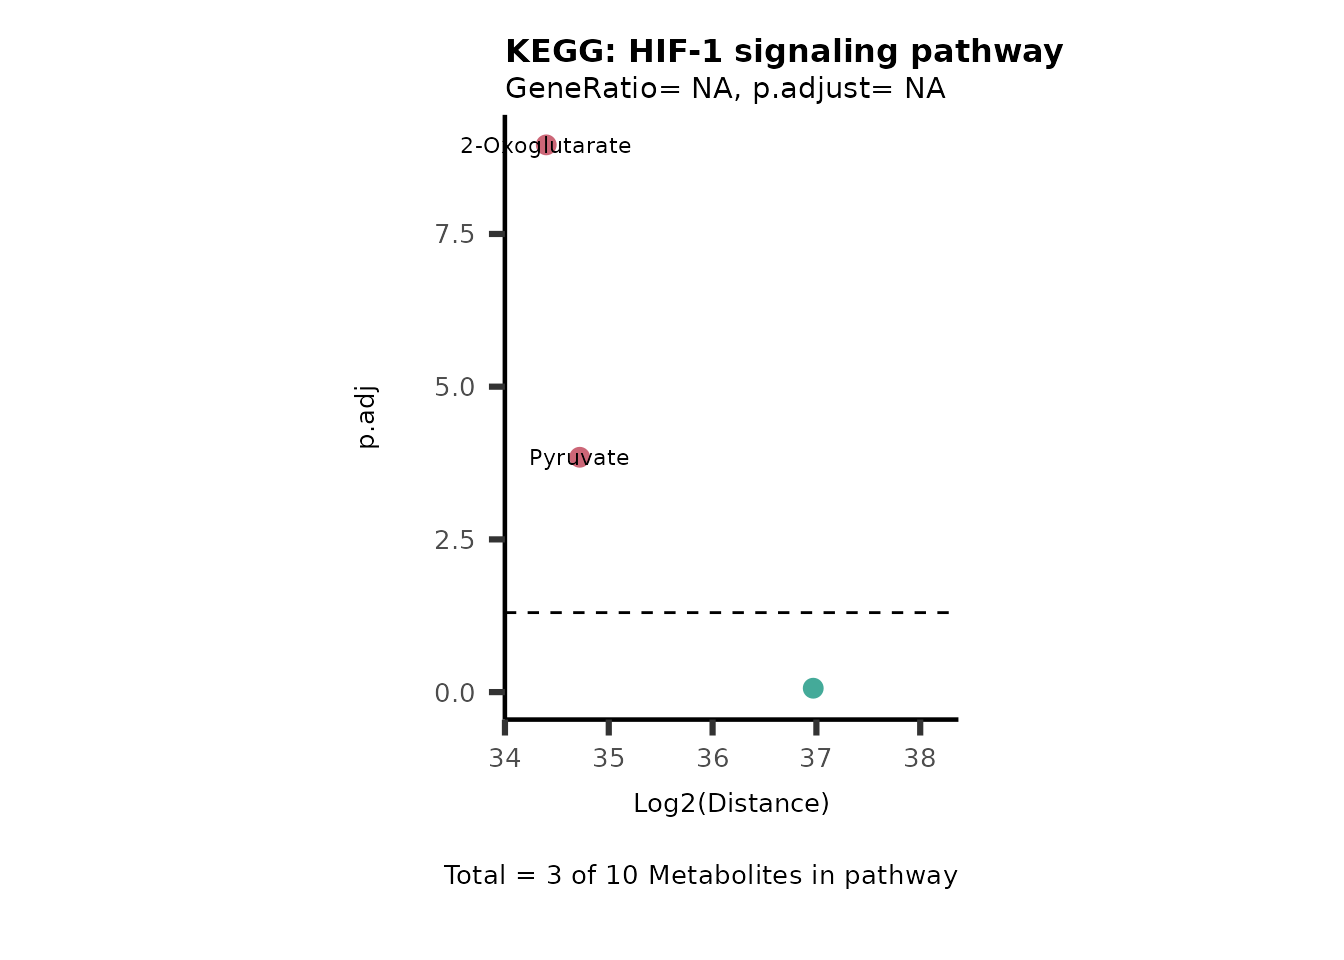 KEGG: HIF-1 signaling pathway
GeneRatio= NA, p.adjust= NA
2-Oxoglutarate
7.5
p.adj
5.0
Pyruvate
2.5
0.0
34 35 36 37 38
Log2(Distance)
Total = 3 of 10 Metabolites in pathway